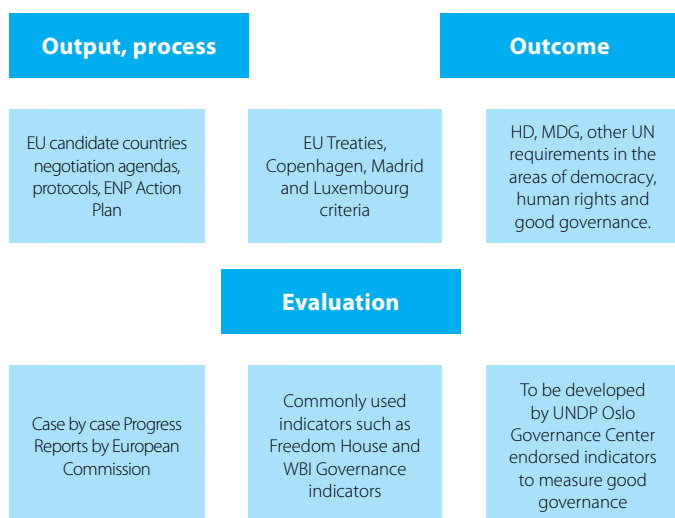 Output, process
Outcome
EU candidate countries
negotiation agendas,
protocols, ENP Action
Plan
EU Treaties,
Copenhagen, Madrid
and Luxembourg
criteria
HD, MDG, other UN
requirements in the
areas of democracy,
human rights and
good governance.
Evaluation
Case by case Progress
Reports by European
Commission
Commonly used
indicators such as
Freedom House and
WBI Governance
indicators
To be developed
by UNDP Oslo
Governance Center
endorsed indicators
to measure good
governance